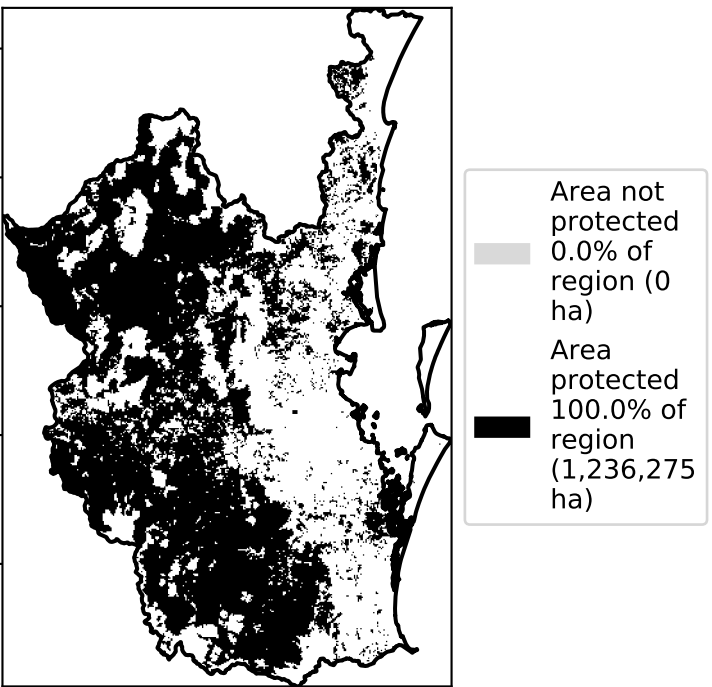 Area not
protected
0.0% of
region (0
ha)
Area
protected
100.0% of
region
(1,236,275
ha)